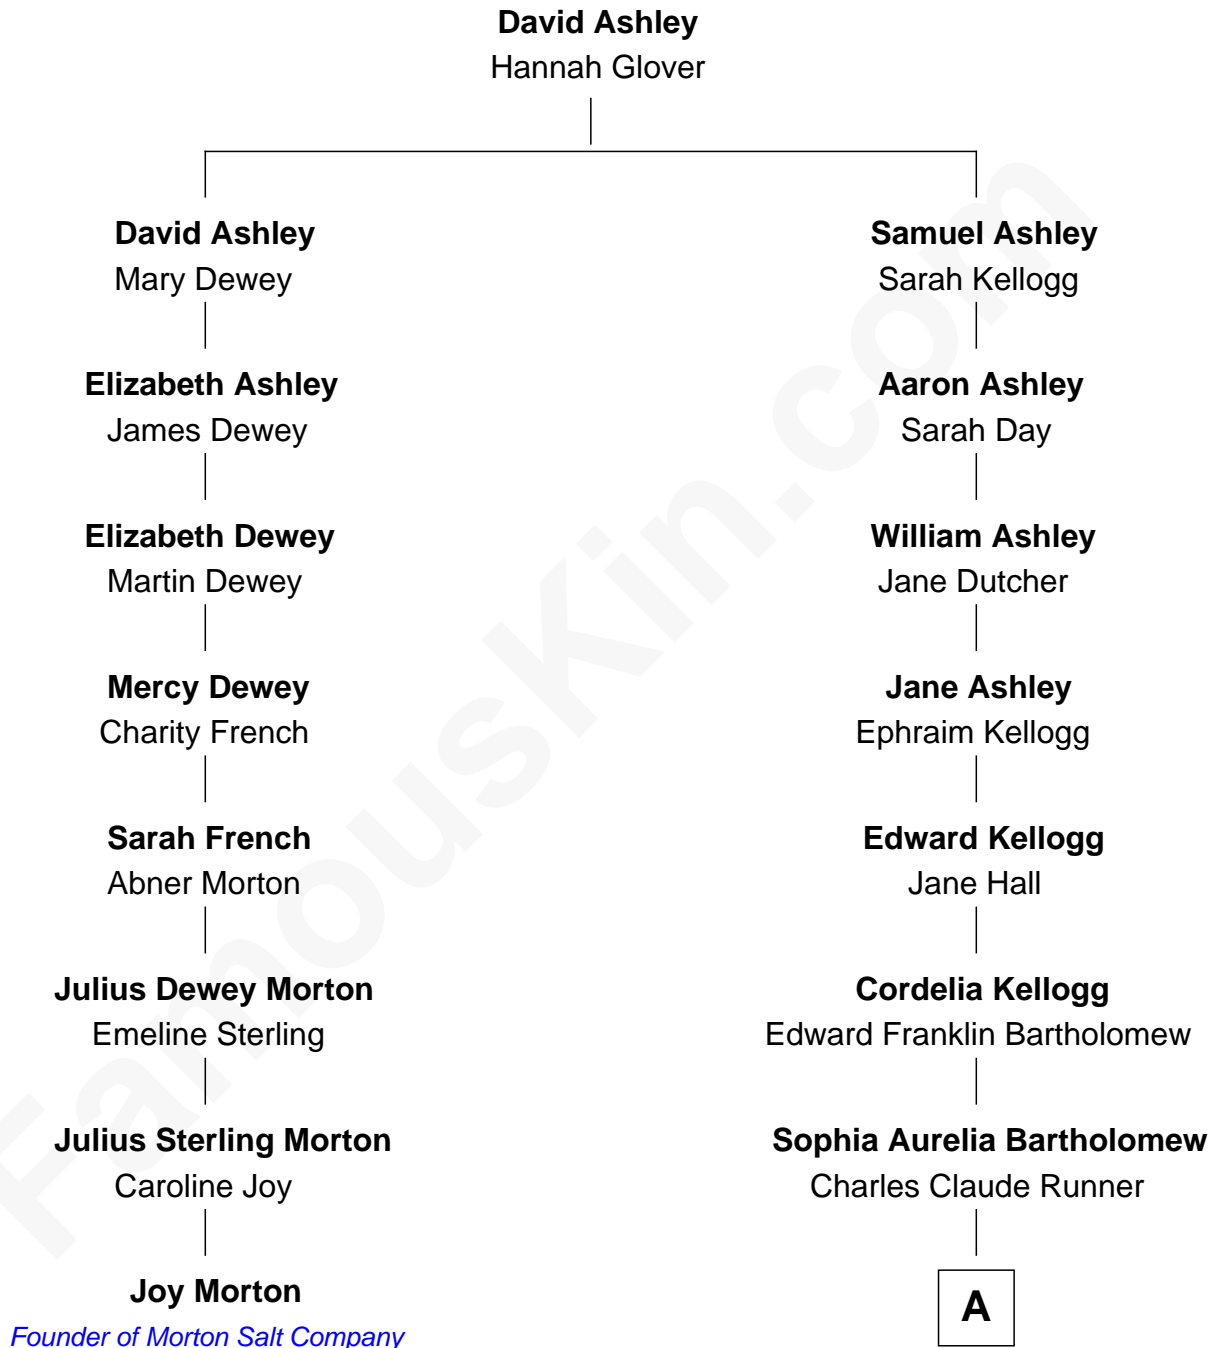 David Ashley
Hannah Glover
David Ashley
Mary Dewey
Samuel Ashley
Sarah Kellogg
Elizabeth Ashley
James Dewey
Aaron Ashley
Sarah Day
Elizabeth Dewey
Martin Dewey
William Ashley
Jane Dutcher
Mercy Dewey
Charity French
Jane Ashley
Ephraim Kellogg
Sarah French
Abner Morton
Edward Kellogg
Jane Hall
Julius Dewey Morton
Emeline Sterling
Cordelia Kellogg
Edward Franklin Bartholomew
Julius Sterling Morton
Caroline Joy
Sophia Aurelia Bartholomew
Charles Claude Runner
Joy Morton
Founder of Morton Salt Company
A
FamousKin.com